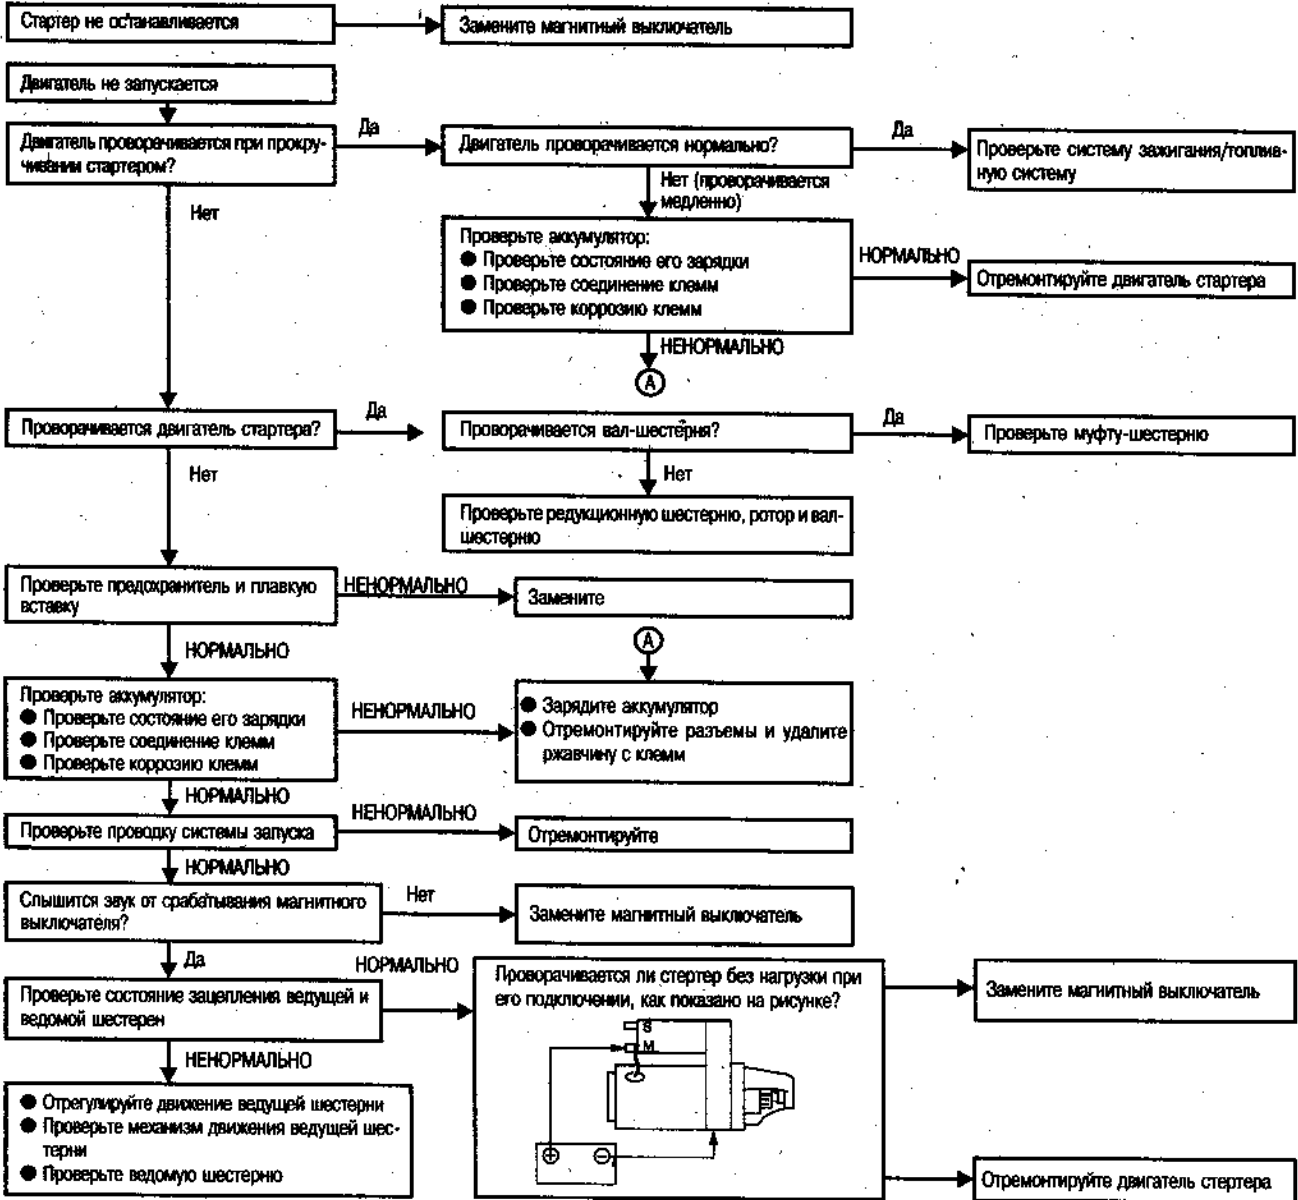 Стартер не останавливается
Замените магнитный выключатель
Двигатель не запускается
Двигатель проворачивается при прокру-
чивании стартером?
Да
Двигатель проворачивается нормально?
Да
Проверьте систему зажигания/топлив-
ную систему
Нет
Нет (проворачивается
медленно)
Проверьте аккумулятор:
● Проверьте состояние его зарядки
● Проверьте соединение клемм
● Проверьте коррозию клемм
НОРМАЛЬНО
Отремонтируйте двигатель стартера
НЕНОРМАЛЬНО
A
Проворачивается двигатель стартера?
Да
Проворачивается вал-шестерня?
Да
Проверьте муфту-шестерню
Нет
Нет
Проверьте редукционную шестерню, ротор и вал-
шестерню
Проверьте предохранитель и плавкую
вставку
НЕНОРМАЛЬНО
Замените
НОРМАЛЬНО
A
Проверьте аккумулятор:
● Проверьте состояние его зарядки
● Проверьте соединение клемм
● Проверьте коррозию клемм
НЕНОРМАЛЬНО
● Зарядите аккумулятор
● Отремонтируйте разъемы и удалите
ржавчину с клемм
НОРМАЛЬНО
Проверьте проводку системы запуска
НЕНОРМАЛЬНО
Отремонтируйте
НОРМАЛЬНО
Слышится звук от срабатывания магнитного
выключателя?
Нет
Замените магнитный выключатель
Да
Проверьте состояние зацепления ведущей и
ведомой шестерен
НОРМАЛЬНО
Проворачивается ли стертер без нагрузки при
его подключении, как показано на рисунке?
S
M
+
−
Замените магнитный выключатель
НЕНОРМАЛЬНО
● Отрегулируйте движение ведущей шестерни
● Проверьте механизм движения ведущей шес-
терни
● Проверьте ведомую шестерню
Отремонтируйте двигатель стертера